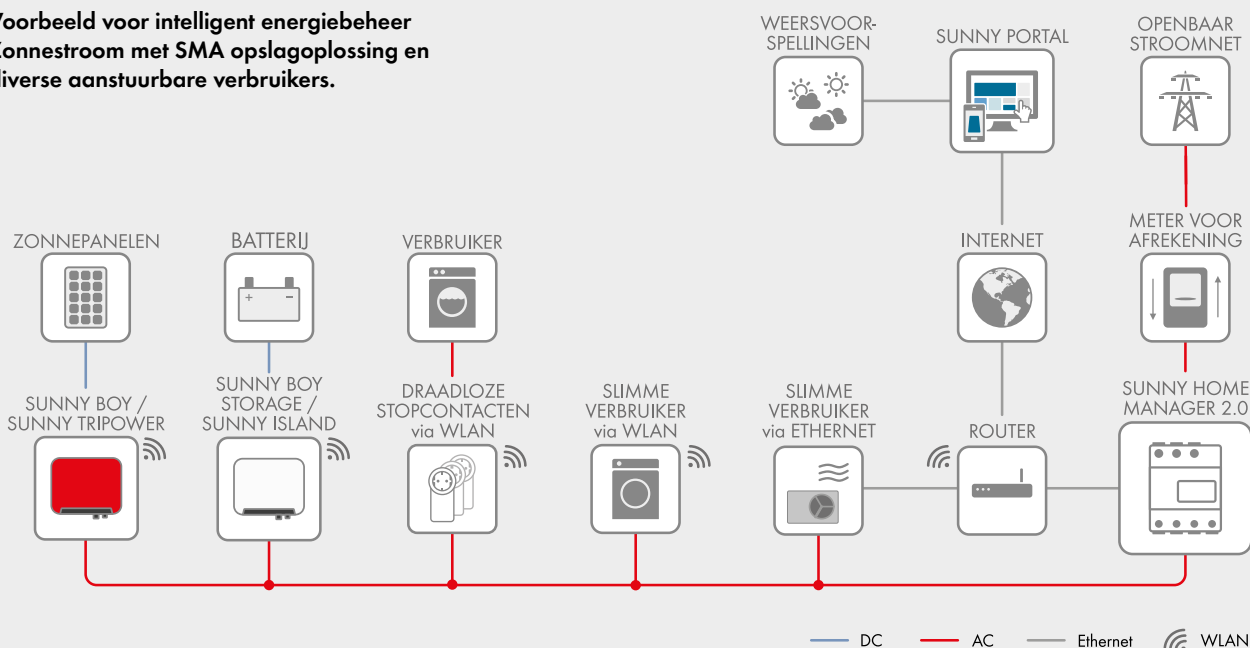 Voorbeeld voor intelligent energiebeheer
Zonnestroom met SMA opslagoplossing en
diverse aanstuurbare verbruikers.
WEERSVOOR-
SPELLINGEN
SUNNY PORTAL
OPENBAAR
STROOMNET
ZONNEPANELEN
BATTERIJ
+ −
VERBRUIKER
INTERNET
METER VOOR
AFREKENING
SUNNY BOY /
SUNNY TRIPOWER
SUNNY BOY
STORAGE /
SUNNY ISLAND
DRAADLOZE
STOPCONTACTEN
via WLAN
SLIMME
VERBRUIKER
via WLAN
SLIMME
VERBRUIKER
via ETHERNET
ROUTER
SUNNY HOME
MANAGER 2.0
DC
AC
Ethernet
WLAN